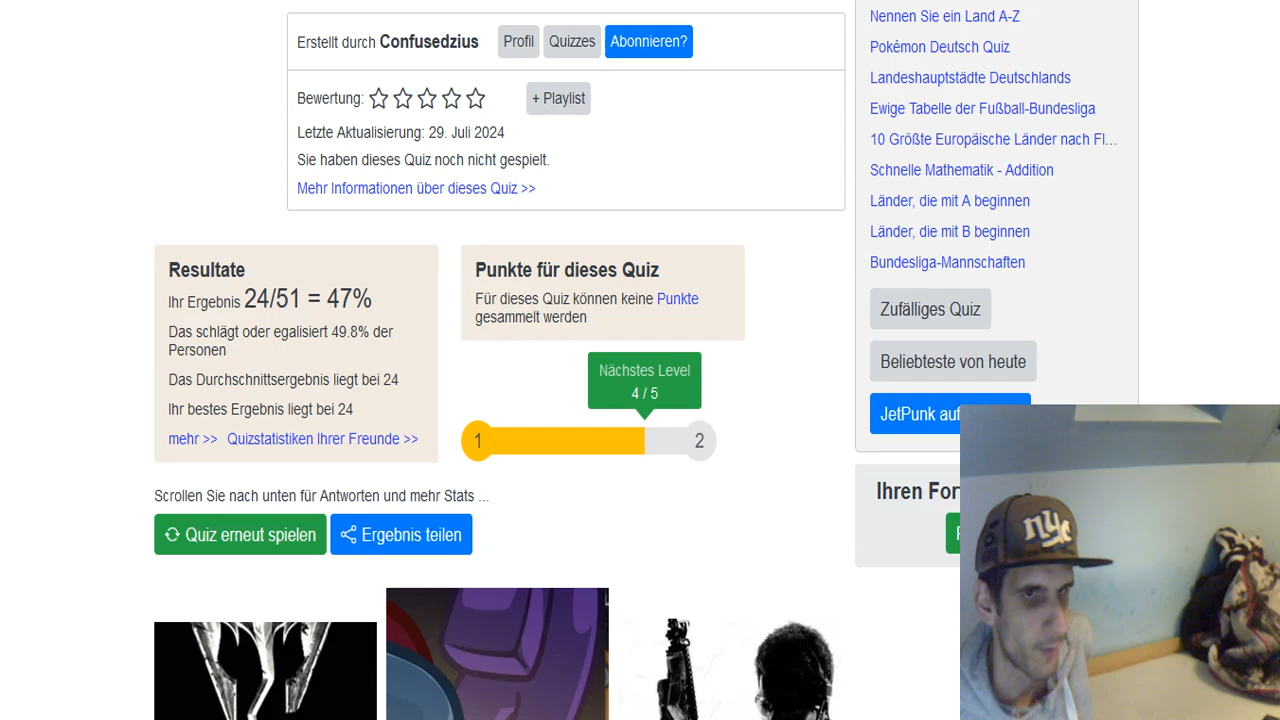 Erstellt durch Confusedzius Profil Quizzes Abonnieren?
Bewertung: + Playlist
Letzte Aktualisierung: 29. Juli 2024
Sie haben dieses Quiz noch nicht gespielt.
Mehr Informationen über dieses Quiz >>
Resultate
Ihr Ergebnis 24/51 = 47%
Das schlägt oder egalisiert 49.8% der
Personen
Das Durchschnittsergebnis liegt bei 24
Ihr bestes Ergebnis liegt bei 24
mehr >> Quizstatistiken Ihrer Freunde >>
Punkte für dieses Quiz
Für dieses Quiz können keine Punkte
gesammelt werden
Nächstes Level
4 / 5
1 2
Scrollen Sie nach unten für Antworten und mehr Stats ...
Quiz erneut spielen Ergebnis teilen
Nennen Sie ein Land A-Z
Pokémon Deutsch Quiz
Landeshauptstädte Deutschlands
Ewige Tabelle der Fußball-Bundesliga
10 Größte Europäische Länder nach Fl...
Schnelle Mathematik - Addition
Länder, die mit A beginnen
Länder, die mit B beginnen
Bundesliga-Mannschaften
Zufälliges Quiz
Beliebteste von heute
JetPunk auf
Ihren For
nyc